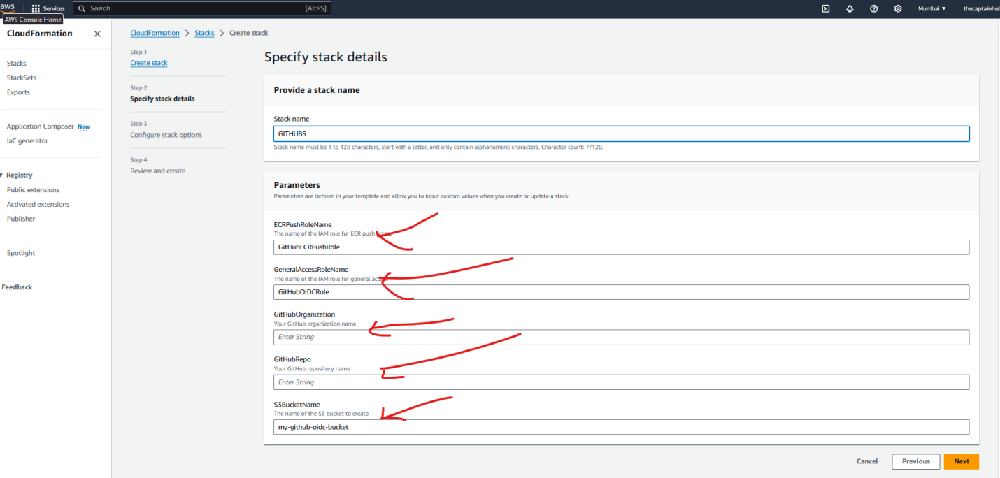 aws
Services
Search
[Alt+S]
Mumbai
thecaptainhub
AWS Console Home
CloudFormation
Stacks
StackSets
Exports
Application Composer New
IaC generator
Registry
Public extensions
Activated extensions
Publisher
Spotlight
Feedback
CloudFormation > Stacks > Create stack
Step 1
Create stack
Step 2
Specify stack details
Step 3
Configure stack options
Step 4
Review and create
Specify stack details
Provide a stack name
Stack name
GITHUBS
Stack name must be 1 to 128 characters, start with a letter, and only contain alphanumeric characters. Character count: 7/128.
Parameters
Parameters are defined in your template and allow you to input custom values when you create or update a stack.
ECRPushRoleName
The name of the IAM role for ECR push access
GitHubECRPushRole
GeneralAccessRoleName
The name of the IAM role for general access
GitHubOIDCRole
GitHubOrganization
Your GitHub organization name
Enter String
GitHubRepo
Your GitHub repository name
Enter String
S3BucketName
The name of the S3 bucket to create
my-github-oidc-bucket
Cancel
Previous
Next